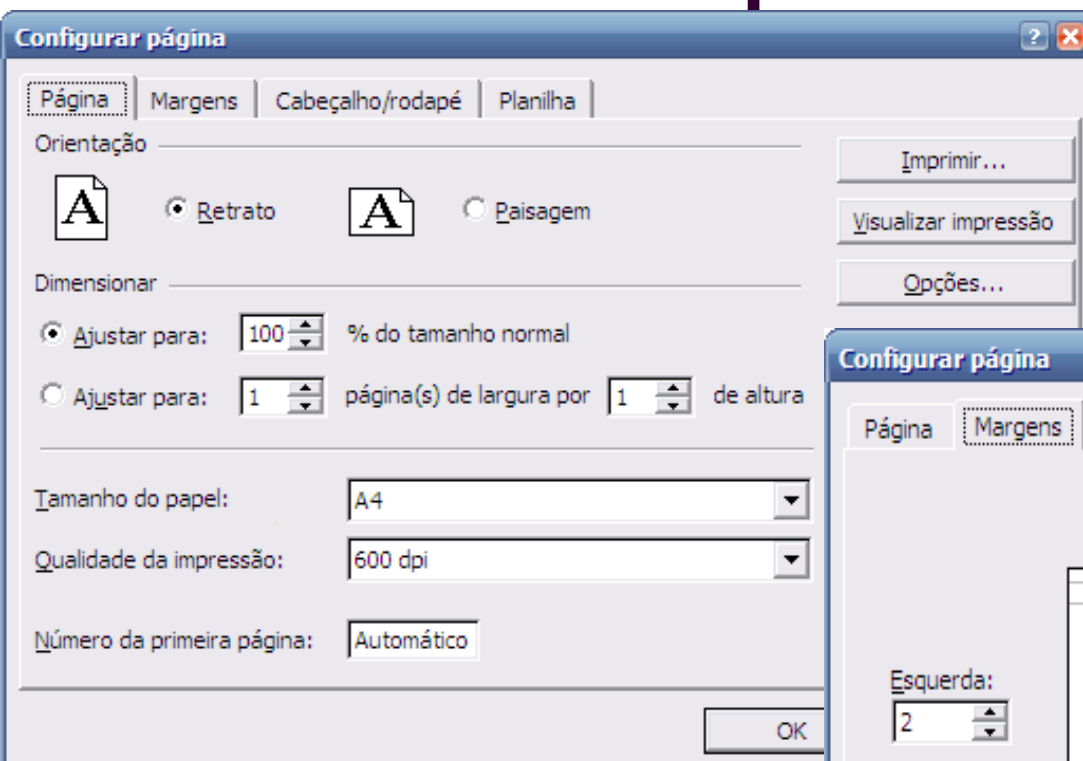 Configurar página
Página Margens Cabeçalho/rodapé Planilha
Orientação
A Retrato A Paisagem
Dimensionar
Ajustar para: 100 % do tamanho normal
Ajustar para: 1 página(s) de largura por 1 de altura
Tamanho do papel: A4
Qualidade da impressão: 600 dpi
Número da primeira página: Automático
OK
Imprimir...
Visualizar impressão
Opções...
Configurar página
Página Margens
Esquerda:
2